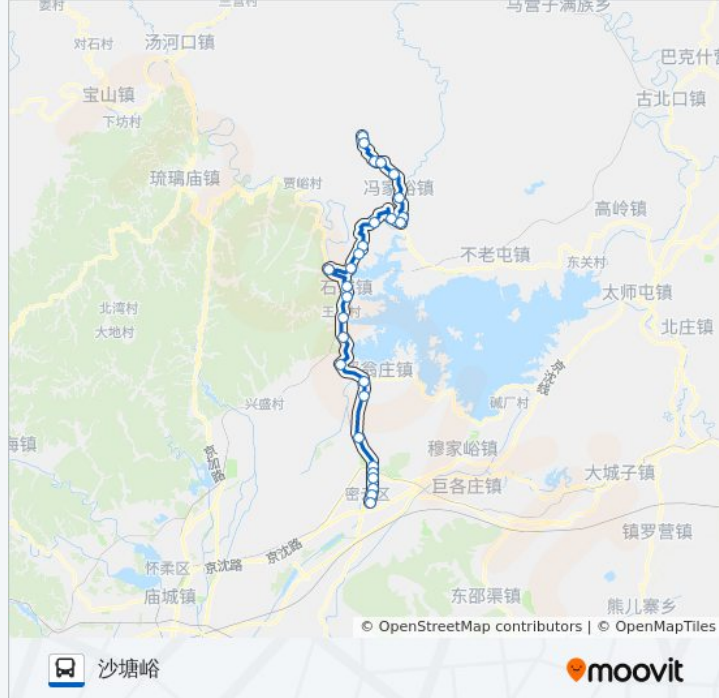 马营子满族乡
汤河口镇
对石村
巴克什营
宝山镇
古北口镇
下坊村
琉璃庙镇
贾峪村
冯家峪镇
高岭镇
不老屯镇
东关村
石城镇
太师屯镇
北湾村
大地村
北庄镇
溪翁庄镇
京沈线
碱厂村
兴盛村
海镇
京加路
穆家峪镇
大城子镇
密云区
巨各庄镇
镇罗营镇
京沈路
京沈路
怀柔区
庙城镇
东邵渠镇
熊儿寨乡
© OpenStreetMap contributors | © OpenMapTiles
沙塘峪
moovit